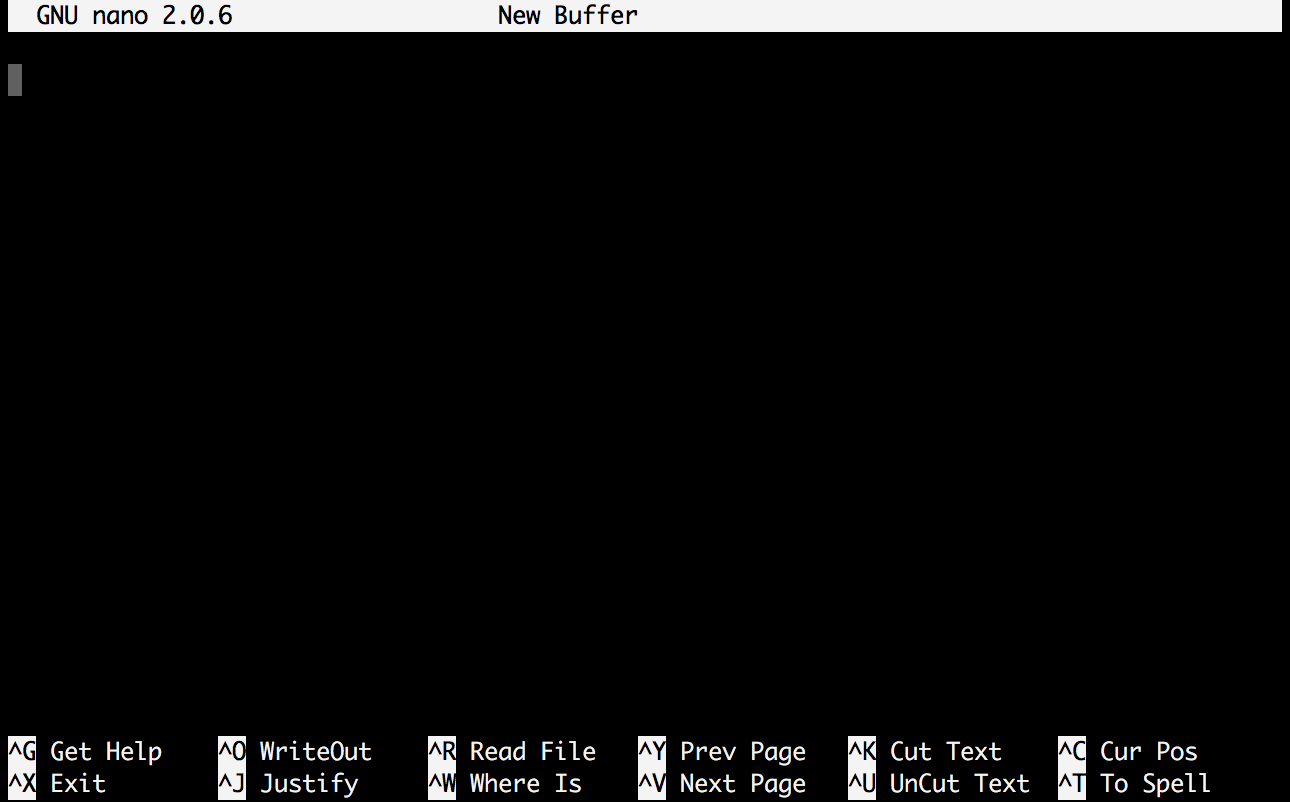 GNU nano 2.0.6 New Buffer
^G Get Help ^O WriteOut ^R Read File ^Y Prev Page ^K Cut Text ^C Cur Pos
^X Exit ^J Justify ^W Where Is ^V Next Page ^U UnCut Text ^T To Spell